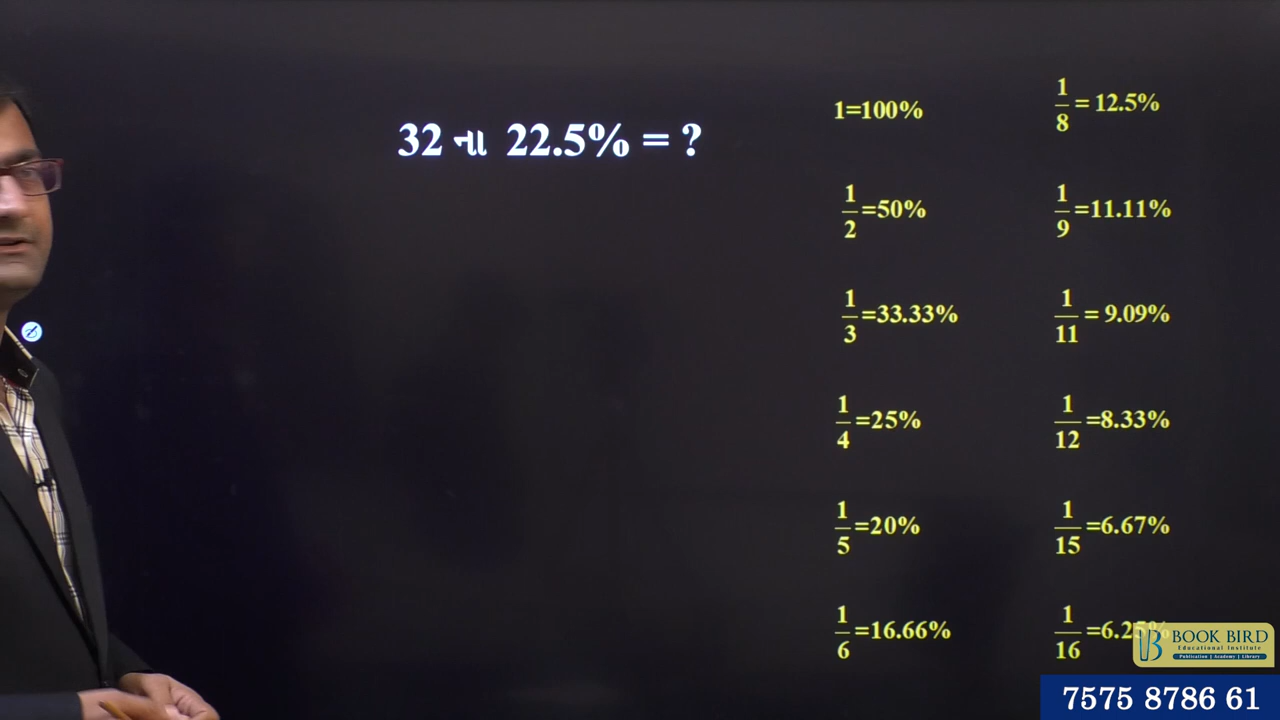 32 ના 22.5% = ?
1=100%
1/2=50%
1/3=33.33%
1/4=25%
1/5=20%
1/6=16.66%
1/8= 12.5%
1/9=11.11%
1/11= 9.09%
1/12=8.33%
1/15=6.67%
1/16=6.25%
BOOK BIRD
Educational Institute
Publication | Academy | Library
7575 8786 61